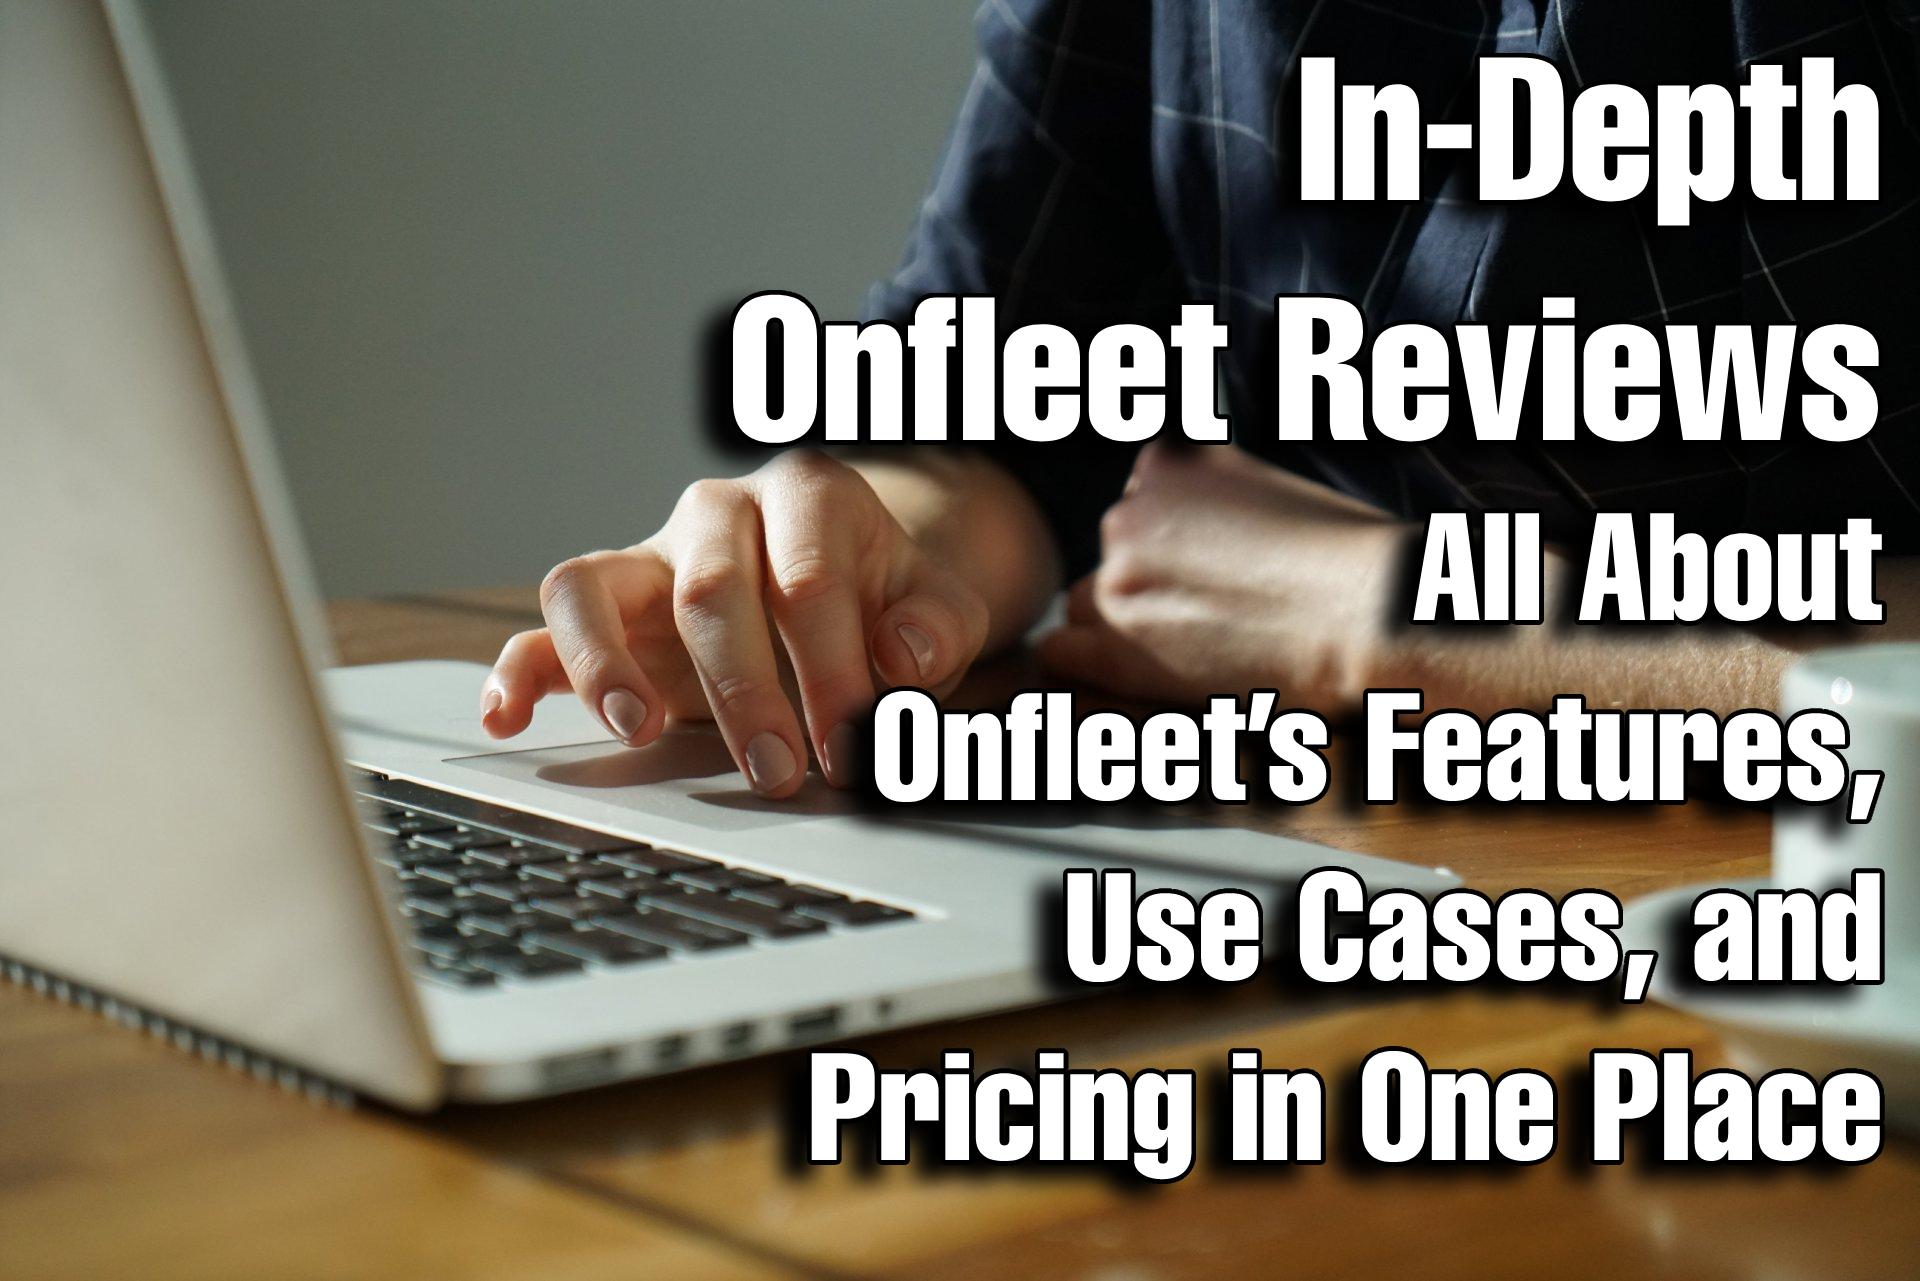 In-Depth
Onfleet Reviews
All About
Onfleet’s Features,
Use Cases, and
Pricing in One Place